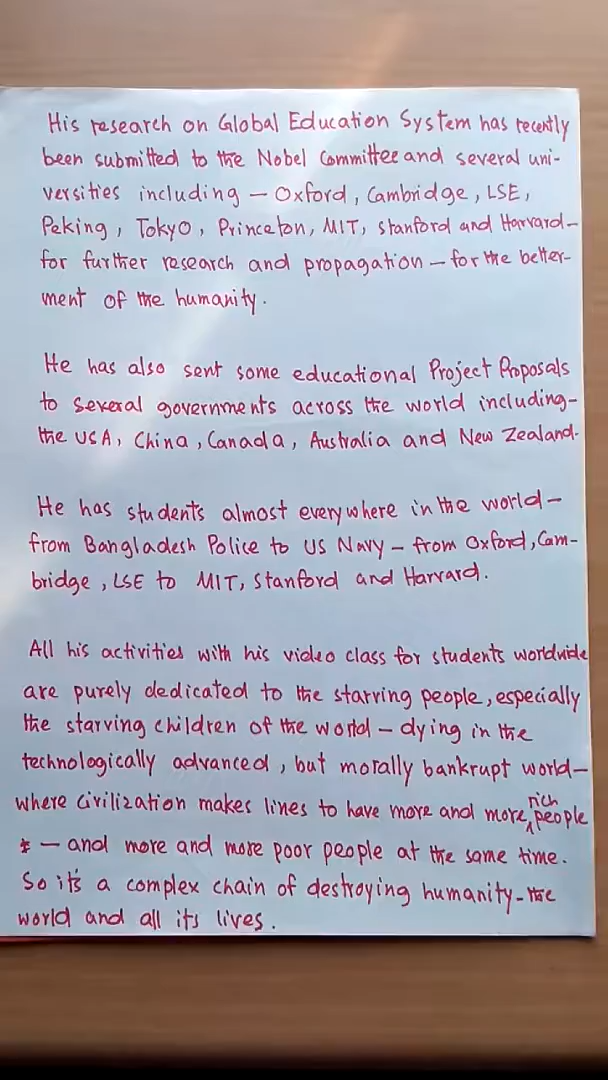 His research on Global Education System has recently
been submitted to the Nobel Committee and several uni-
versities including — Oxford, Cambridge, LSE,
Peking, Tokyo, Princeton, MIT, Stanford and Harvard—
for further research and propagation — for the better-
ment of the humanity.
He has also sent some educational Project Proposals
to several governments across the world including—
the USA, China, Canada, Australia and New Zealand.
He has students almost everywhere in the world—
from Bangladesh Police to US Navy — from Oxford, Cam-
bridge, LSE to MIT, Stanford and Harvard.
All his activities with his video class for students worldwide
are purely dedicated to the starving people, especially
the starving children of the world — dying in the
technologically advanced, but morally bankrupt world—
where civilization makes lines to have more and more rich people
— and more and more poor people at the same time.
So it's a complex chain of destroying humanity - the
world and all its lives.